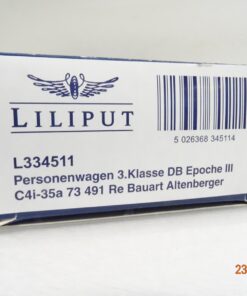 LILIPUT
5 026368 345114
L334511
Personenwagen 3.Klasse DB Epoche III
C4i-35a 73 491 Re Bauart Altenberger
23